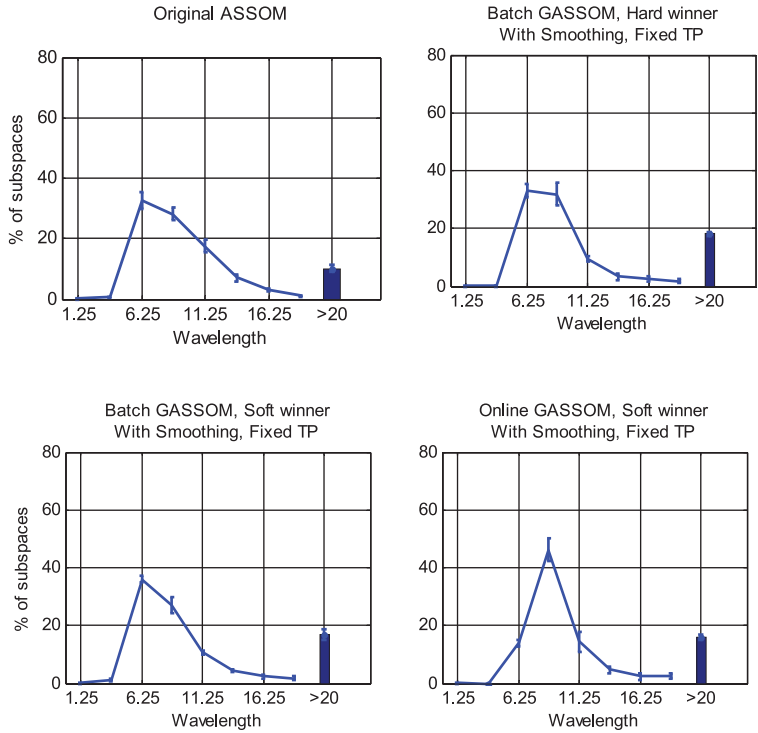 Original ASSOM
80
60
40
20
0
% of subspaces
1.25 6.25 11.25 16.25 >20
Wavelength
Batch GASSOM, Hard winner
With Smoothing, Fixed TP
80
60
40
20
0
1.25 6.25 11.25 16.25 >20
Wavelength
Batch GASSOM, Soft winner
With Smoothing, Fixed TP
80
60
40
20
0
% of subspaces
1.25 6.25 11.25 16.25 >20
Wavelength
Online GASSOM, Soft winner
With Smoothing, Fixed TP
80
60
40
20
0
1.25 6.25 11.25 16.25 >20
Wavelength